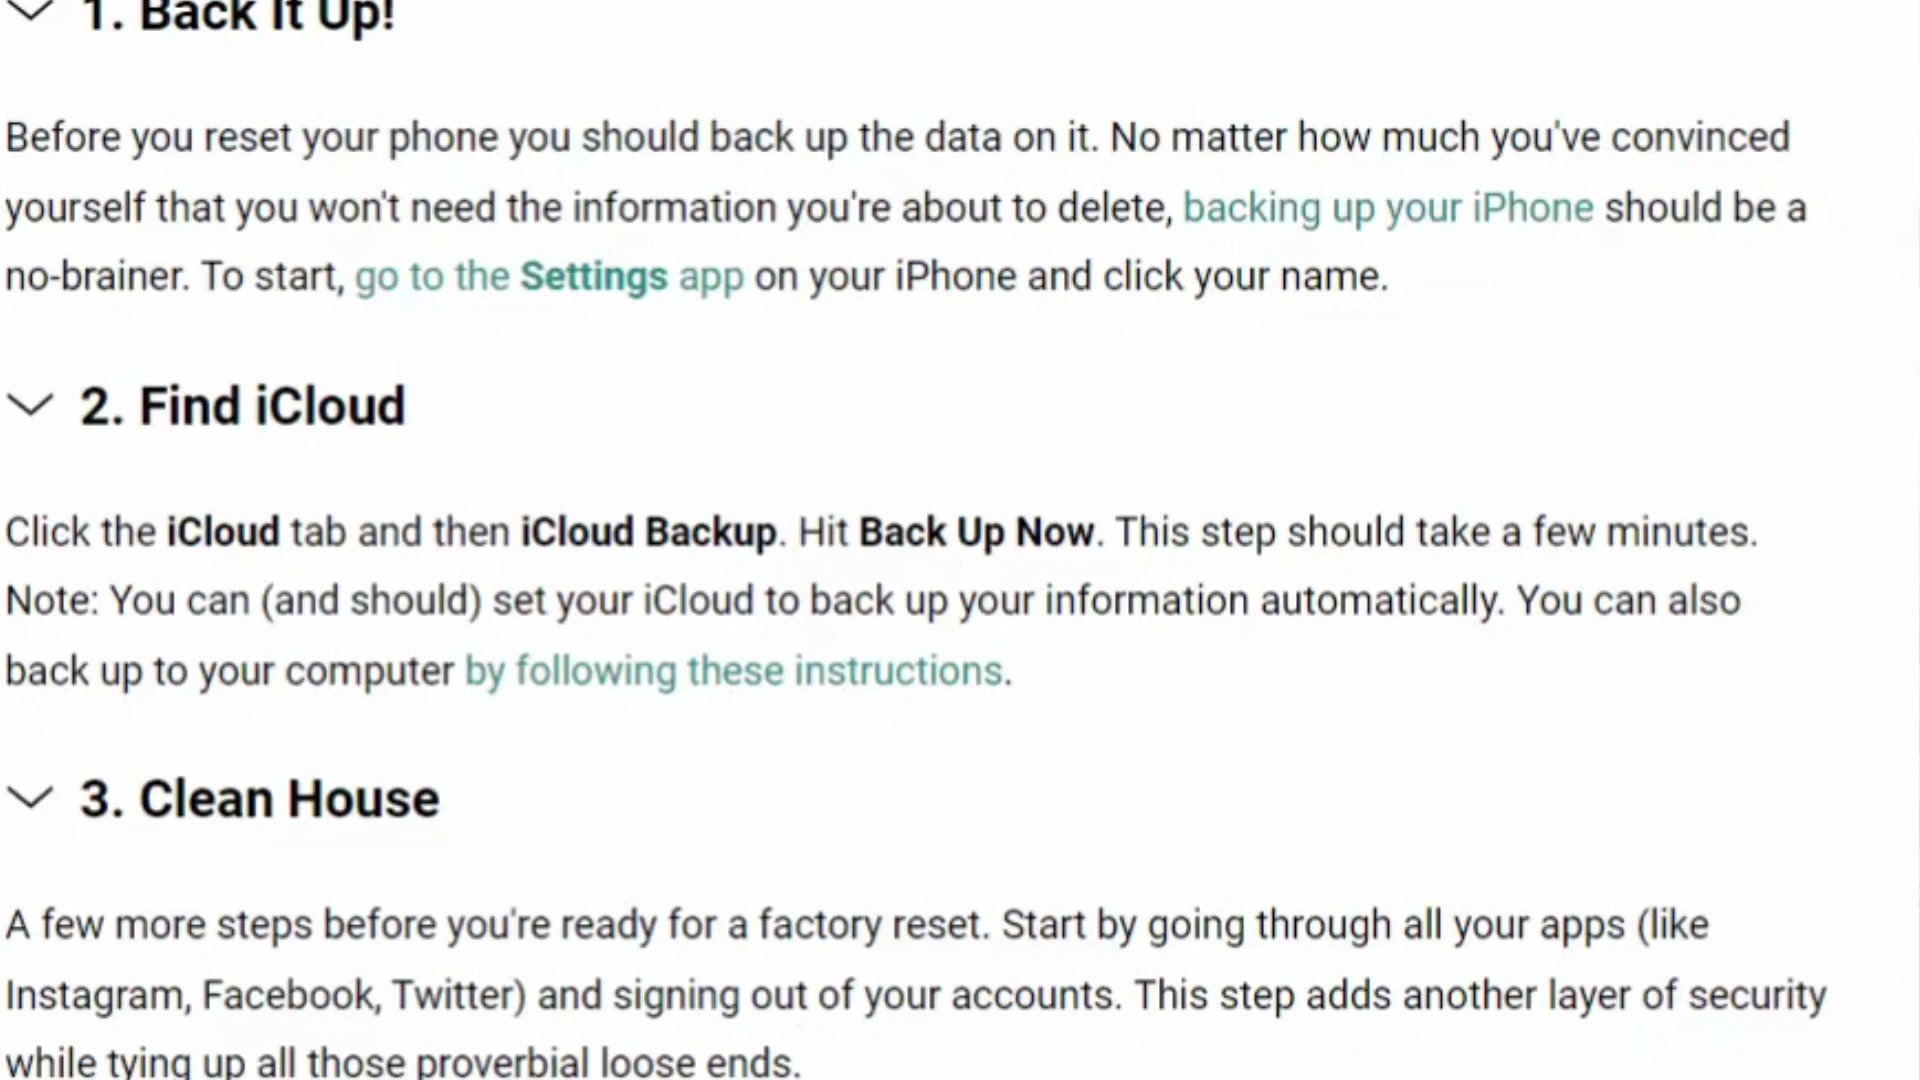 1. Back It Up!
Before you reset your phone you should back up the data on it. No matter how much you've convinced
yourself that you won't need the information you're about to delete, backing up your iPhone should be a
no-brainer. To start, go to the Settings app on your iPhone and click your name.
2. Find iCloud
Click the iCloud tab and then iCloud Backup. Hit Back Up Now. This step should take a few minutes.
Note: You can (and should) set your iCloud to back up your information automatically. You can also
back up to your computer by following these instructions.
3. Clean House
A few more steps before you're ready for a factory reset. Start by going through all your apps (like
Instagram, Facebook, Twitter) and signing out of your accounts. This step adds another layer of security
while tying up all those proverbial loose ends.